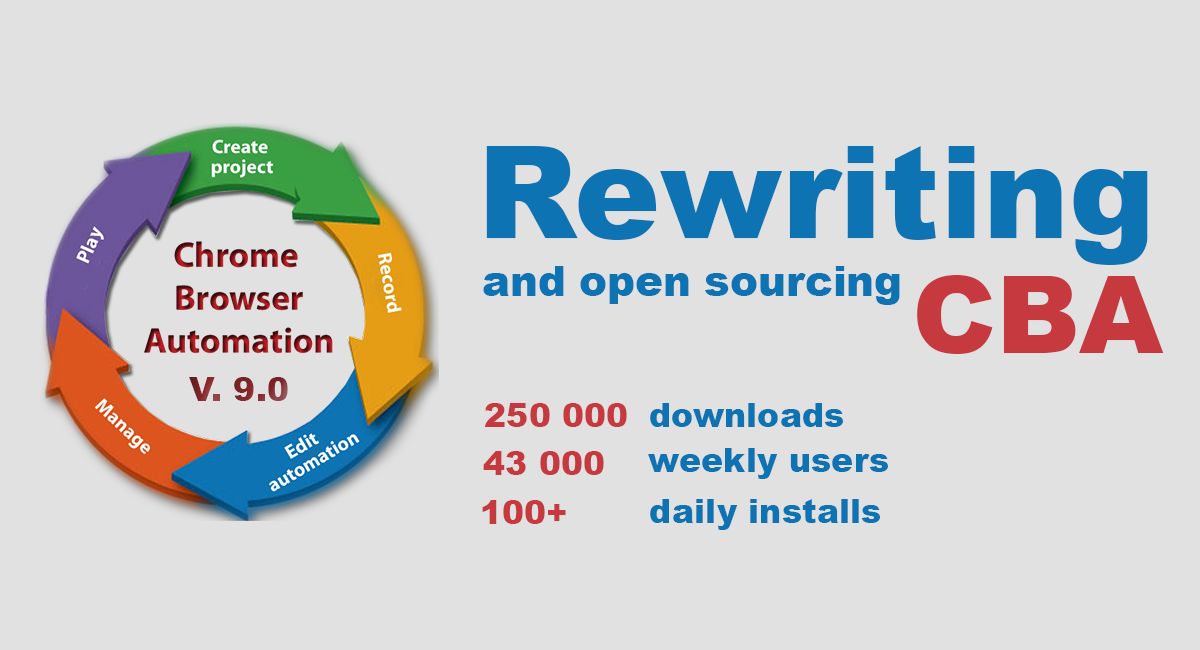 Create
project
Record
Edit
automation
Manage
Play
Chrome
Browser
Automation
V. 9.0
Rewriting
and open sourcing
CBA
250 000 downloads
43 000 weekly users
100+ daily installs